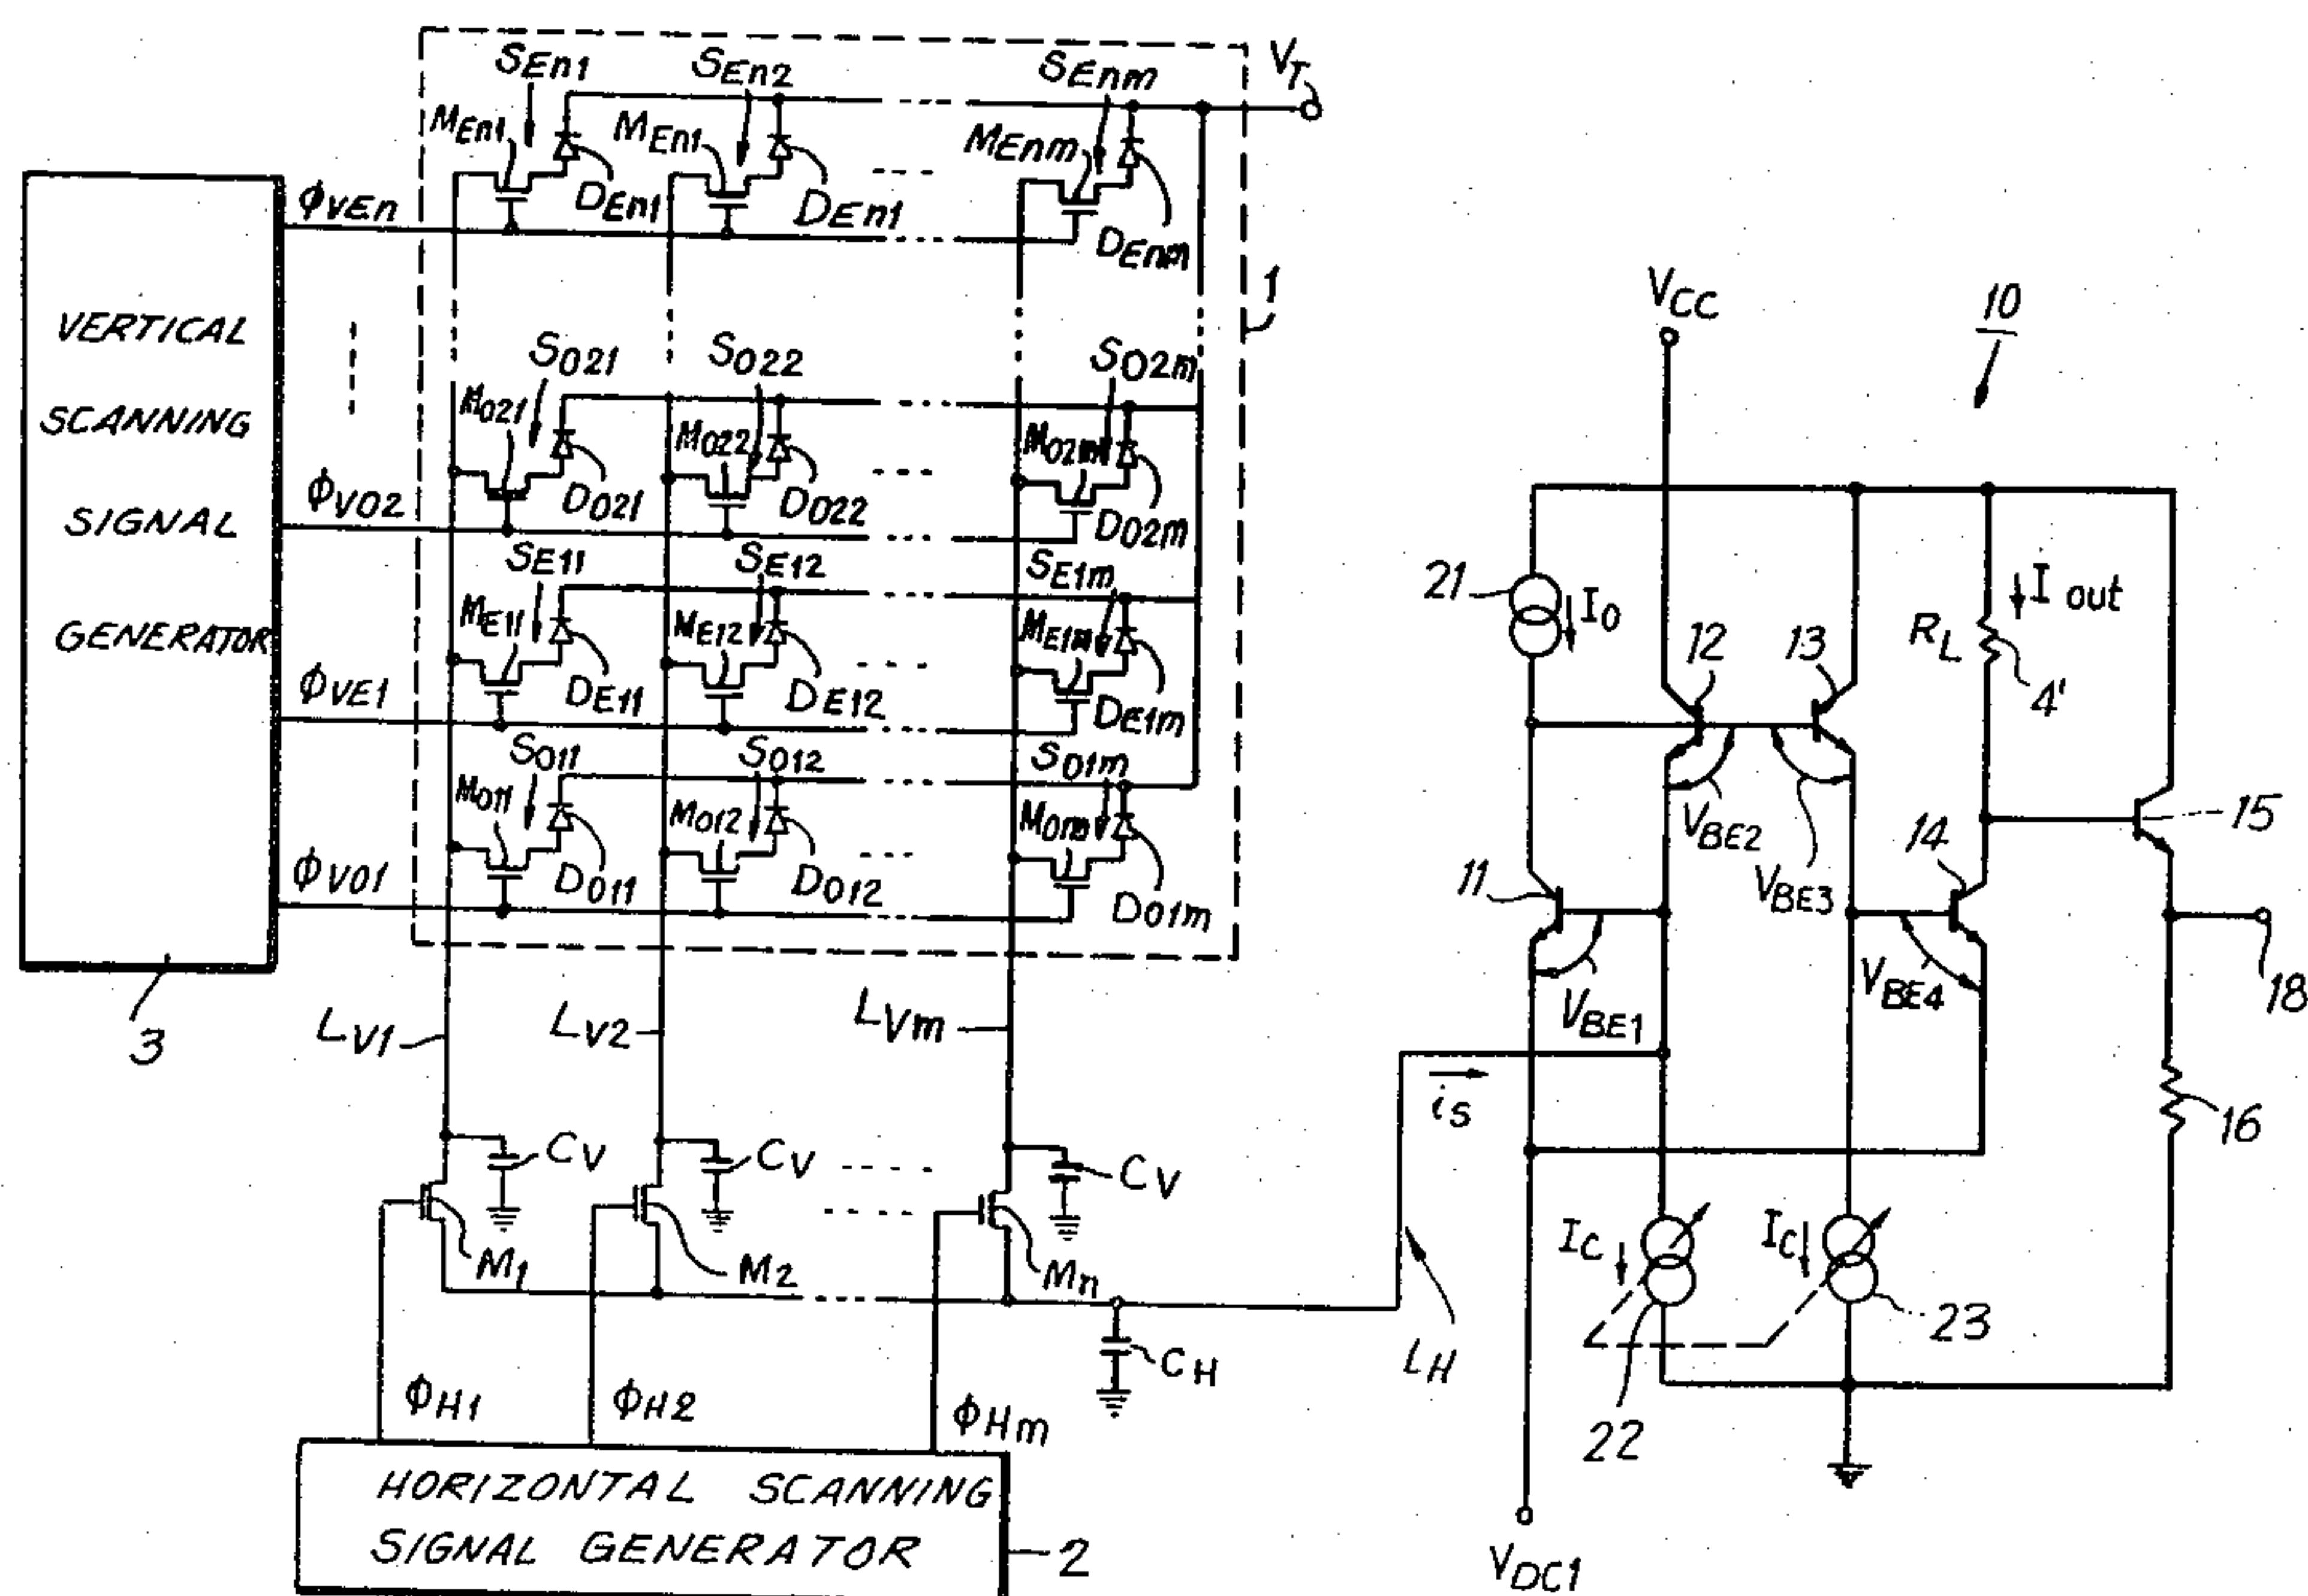 SEn1
SEn2
SEnm
VT
MEn1
MEn1
MEnm
DEn1
DEn1
DEnm
ϕVEn
1
VERTICAL
SCANNING
SIGNAL
GENERATOR
3
SO21
SO22
SO2m
MO21
MO22
MO2m
DO21
DO22
DO2m
ϕVO2
SE11
SE12
SE1m
ME11
ME12
ME1m
DE11
DE12
DE1m
ϕVE1
SO11
SO12
SO1m
MO11
MO12
MO1m
DO11
DO12
DO1m
ϕVO1
LV1
LV2
LVm
CV
CV
CV
M1
M2
Mn
CH
LH
ϕH1
ϕH2
ϕHm
HORIZONTAL SCANNING
SIGNAL GENERATOR
2
VCC
10
21
IO
12
13
RL
Iout
4'
VBE2
VBE3
14
15
11
VBE1
VBE4
18
iS
16
IC
IC
22
23
VDC1